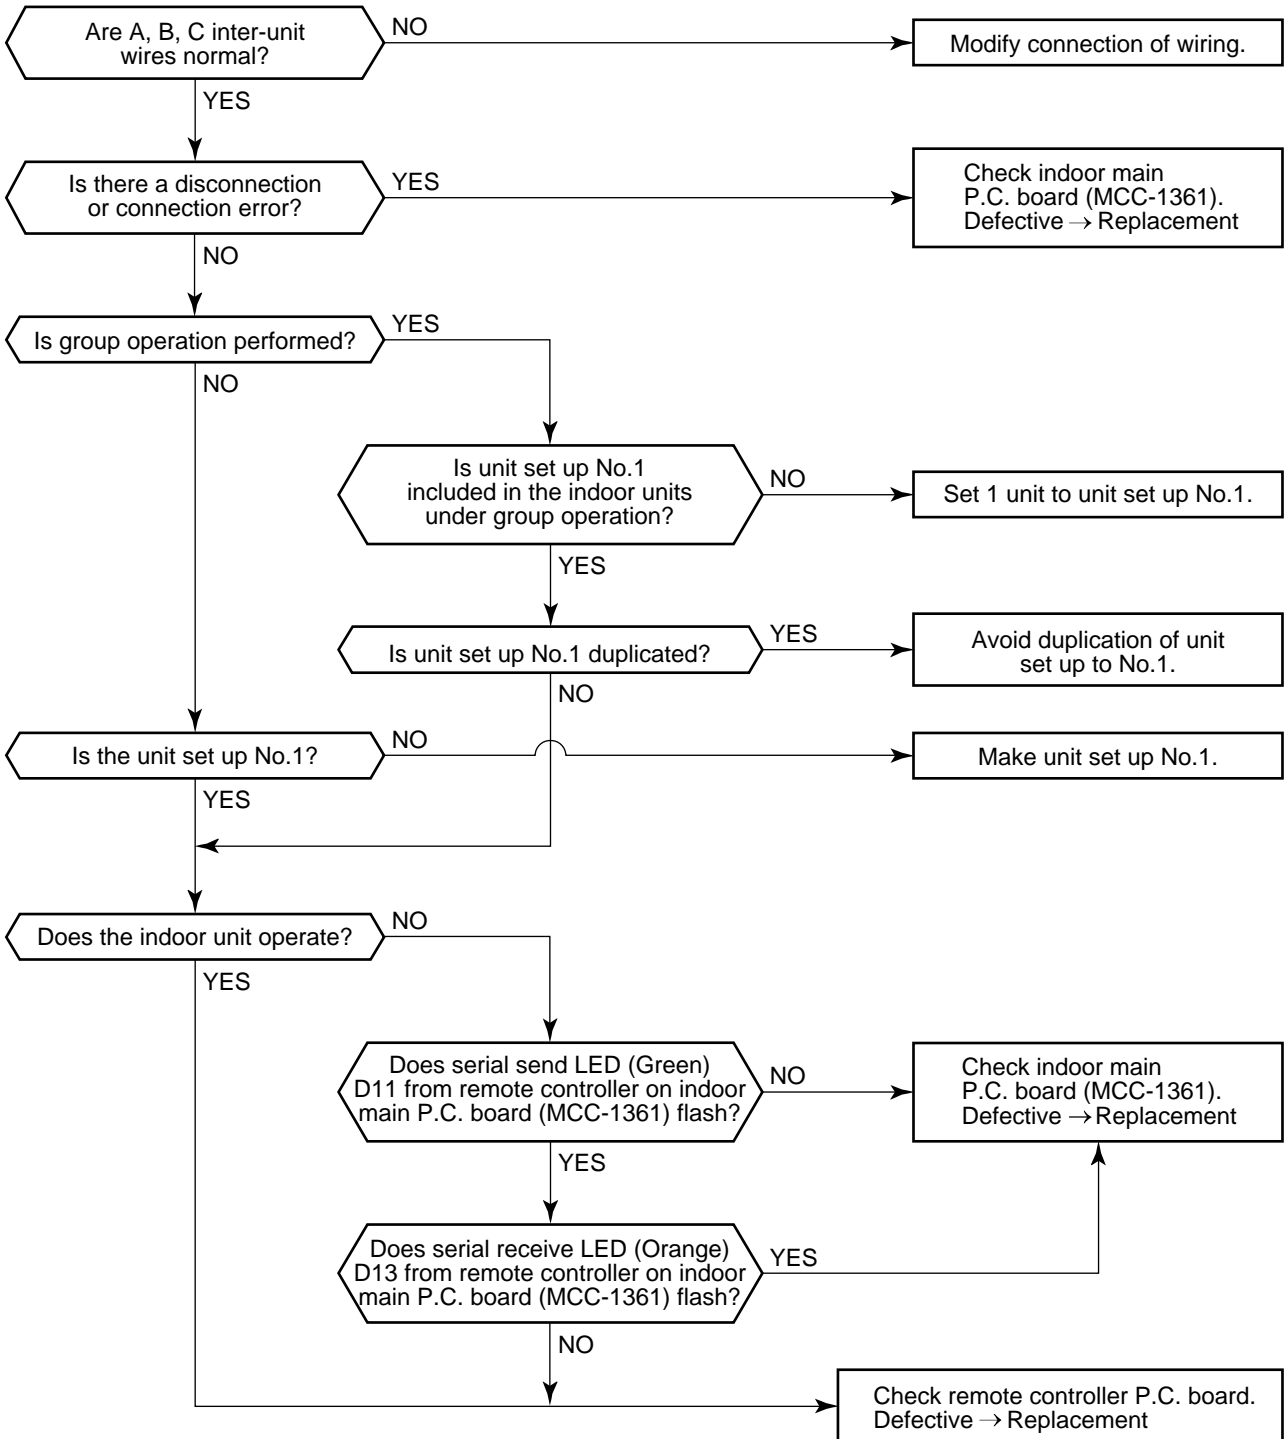 Are A, B, C inter-unit
wires normal?
NO
Modify connection of wiring.
YES
Is there a disconnection
or connection error?
YES
Check indoor main
P.C. board (MCC-1361).
Defective → Replacement
NO
Is group operation performed?
YES
NO
Is unit set up No.1
included in the indoor units
under group operation?
NO
Set 1 unit to unit set up No.1.
YES
Is unit set up No.1 duplicated?
YES
Avoid duplication of unit
set up to No.1.
NO
Is the unit set up No.1?
NO
Make unit set up No.1.
YES
Does the indoor unit operate?
NO
YES
Does serial send LED (Green)
D11 from remote controller on indoor
main P.C. board (MCC-1361) flash?
NO
Check indoor main
P.C. board (MCC-1361).
Defective → Replacement
YES
Does serial receive LED (Orange)
D13 from remote controller on indoor
main P.C. board (MCC-1361) flash?
YES
NO
Check remote controller P.C. board.
Defective → Replacement